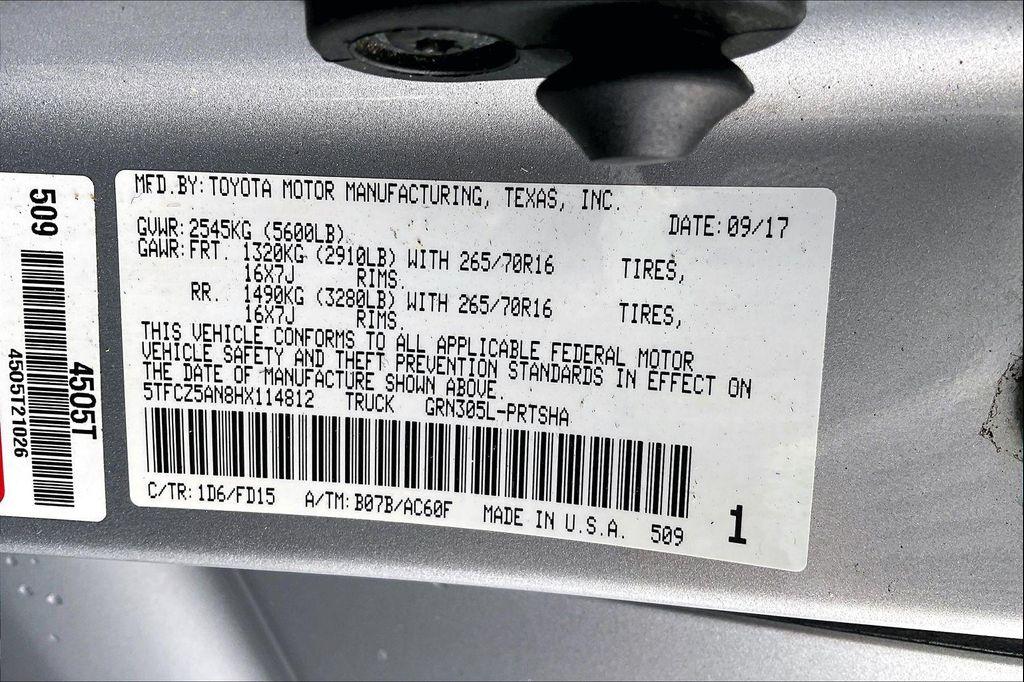 509
4505T
4505T21026
MFD.BY: TOYOTA MOTOR MANUFACTURING, TEXAS, INC.
GVWR: 2545KG (5600LB) DATE: 09/17
GAWR: FRT. 1320KG (2910LB) WITH 265/70R16 TIRES,
16X7J RIMS,
RR. 1490KG (3280LB) WITH 265/70R16 TIRES,
16X7J RIMS,
THIS VEHICLE CONFORMS TO ALL APPLICABLE FEDERAL MOTOR
VEHICLE SAFETY AND THEFT PREVENTION STANDARDS IN EFFECT ON
THE DATE OF MANUFACTURE SHOWN ABOVE.
5TFCZ5AN8HX114812 TRUCK GRN305L-PRTSHA
C/TR: 1D6/FD15 A/TM: B07B/AC60F MADE IN U.S.A. 509 1